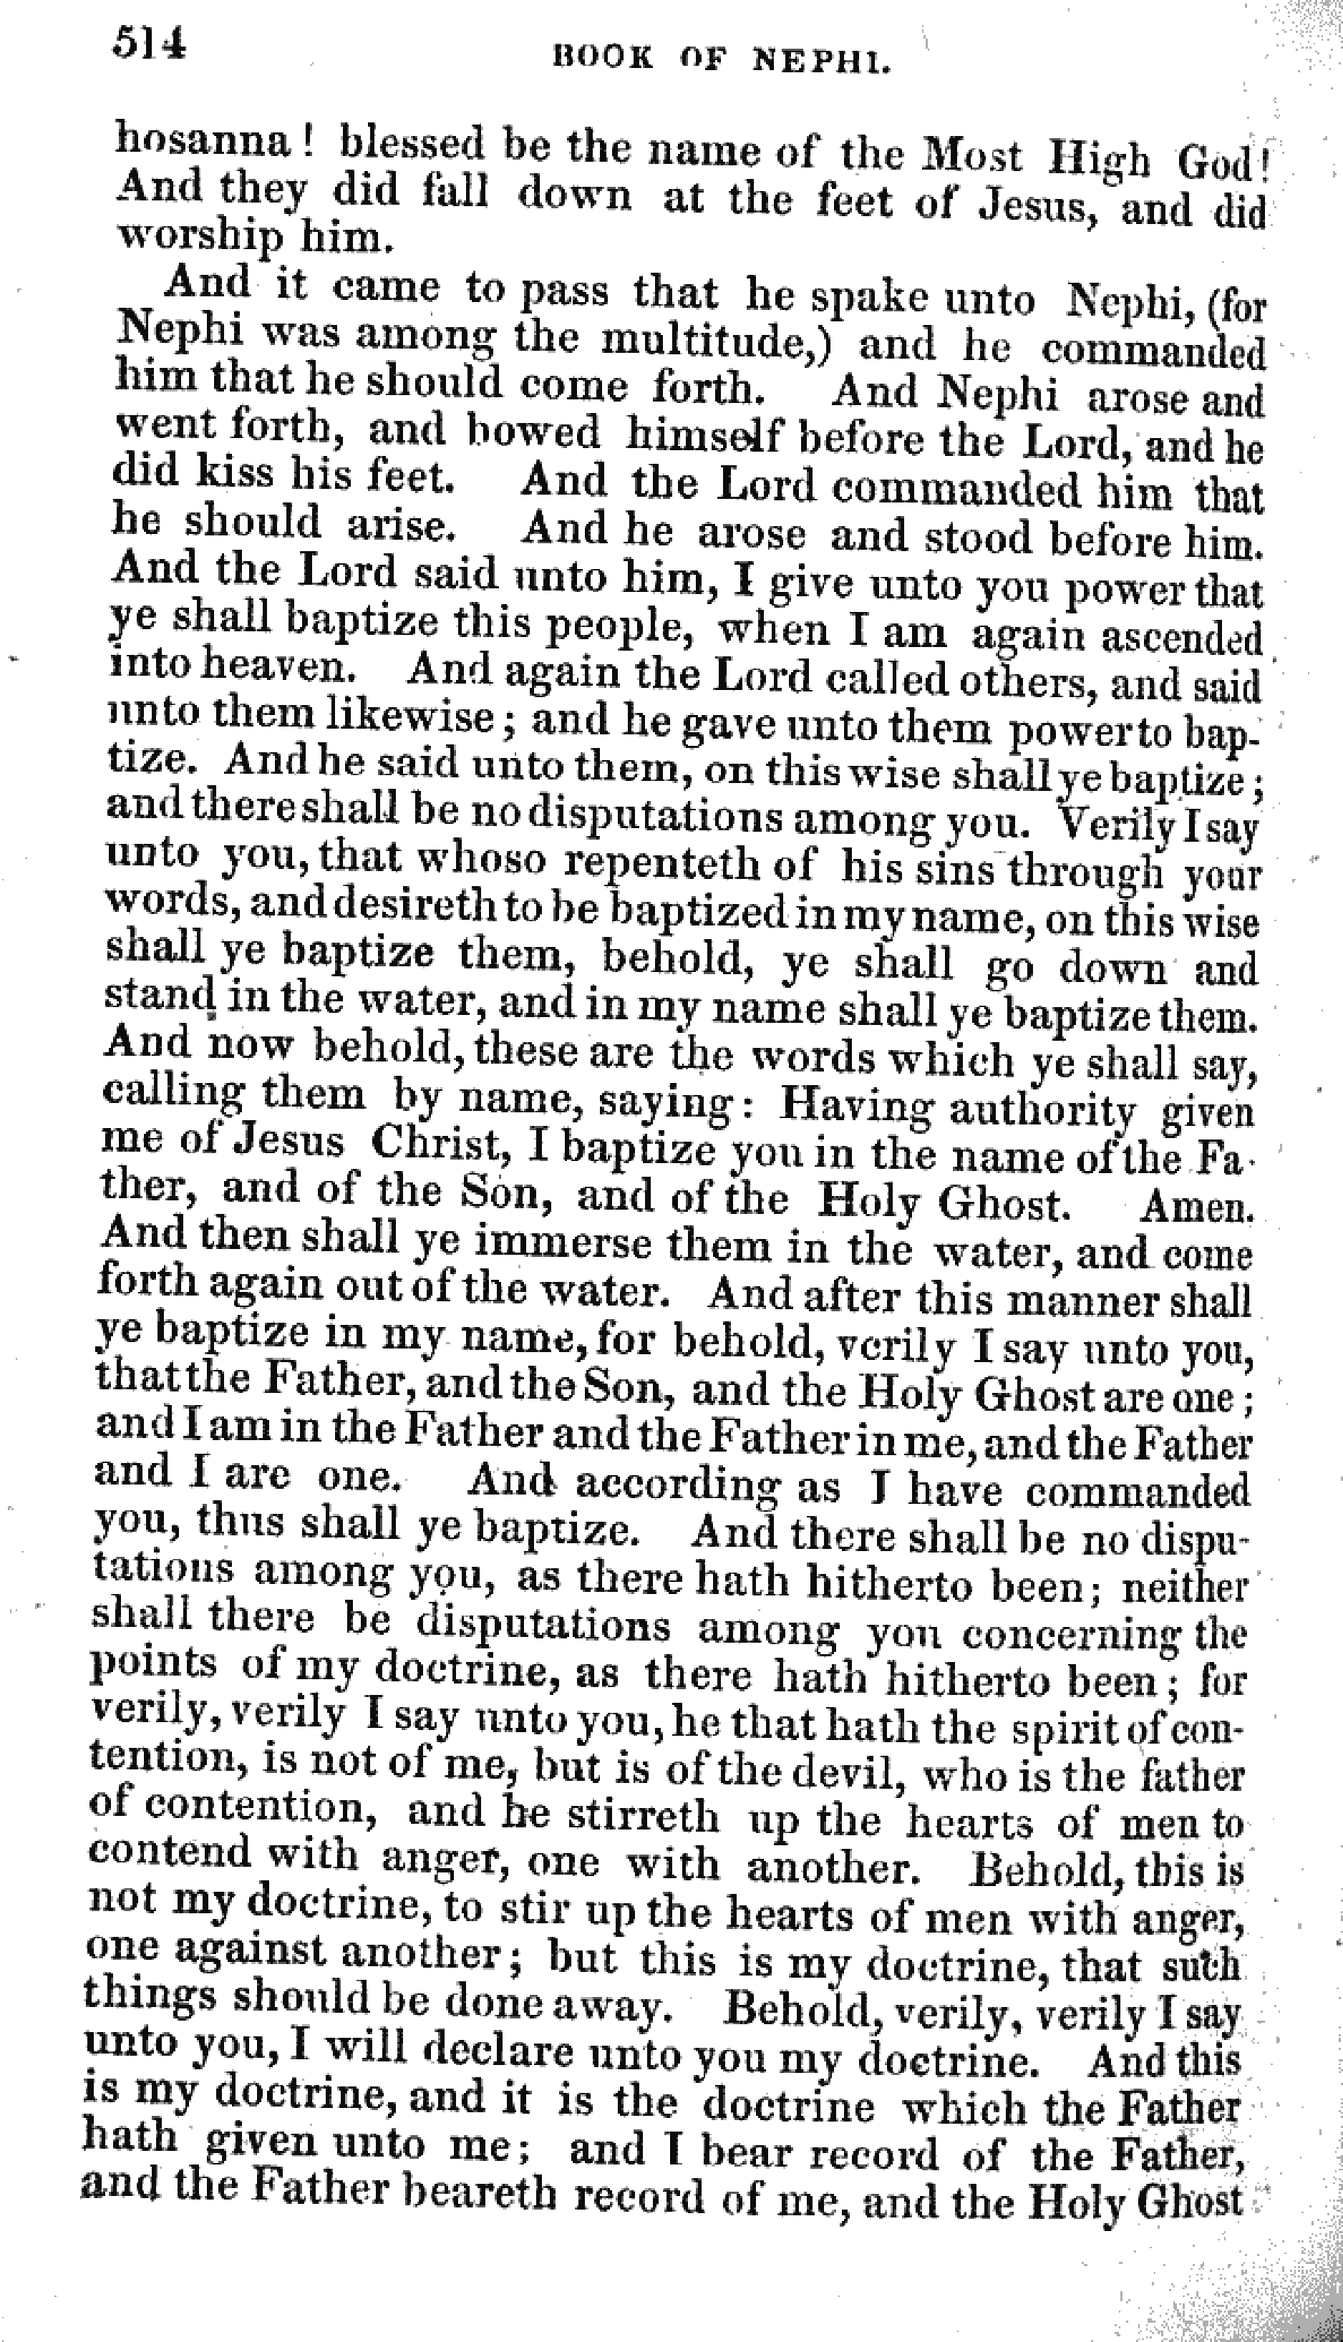 514
BOOK OF NEPHI.
hosanna! blessed be the name of the Most High God!
And they did fall down at the feet of Jesus, and did
worship him.
And it came to pass that he spake unto Nephi, (for
Nephi was among the multitude,) and he commanded
him that he should come forth. And Nephi arose and
went forth, and bowed himself before the Lord, and he
did kiss his feet. And the Lord commanded him that
he should arise. And he arose and stood before him.
And the Lord said unto him, I give unto you power that
ye shall baptize this people, when I am again ascended
into heaven. And again the Lord called others, and said
unto them likewise; and he gave unto them power to bap-
tize. And he said unto them, on this wise shall ye baptize;
and there shall be no disputations among you. Verily I say
unto you, that whoso repenteth of his sins through your
words, and desireth to be baptized in my name, on this wise
shall ye baptize them, behold, ye shall go down and
stand in the water, and in my name shall ye baptize them.
And now behold, these are the words which ye shall say,
calling them by name, saying: Having authority given
me of Jesus Christ, I baptize you in the name of the Fa-
ther, and of the Son, and of the Holy Ghost. Amen.
And then shall ye immerse them in the water, and come
forth again out of the water. And after this manner shall
ye baptize in my name, for behold, verily I say unto you,
that the Father, and the Son, and the Holy Ghost are one;
and I am in the Father and the Father in me, and the Father
and I are one. And according as I have commanded
you, thus shall ye baptize. And there shall be no dispu-
tations among you, as there hath hitherto been; neither
shall there be disputations among you concerning the
points of my doctrine, as there hath hitherto been; for
verily, verily I say unto you, he that hath the spirit of con-
tention, is not of me, but is of the devil, who is the father
of contention, and he stirreth up the hearts of men to
contend with anger, one with another. Behold, this is
not my doctrine, to stir up the hearts of men with anger,
one against another; but this is my doctrine, that such
things should be done away. Behold, verily, verily I say
unto you, I will declare unto you my doctrine. And this
is my doctrine, and it is the doctrine which the Father
hath given unto me; and I bear record of the Father,
and the Father beareth record of me, and the Holy Ghost